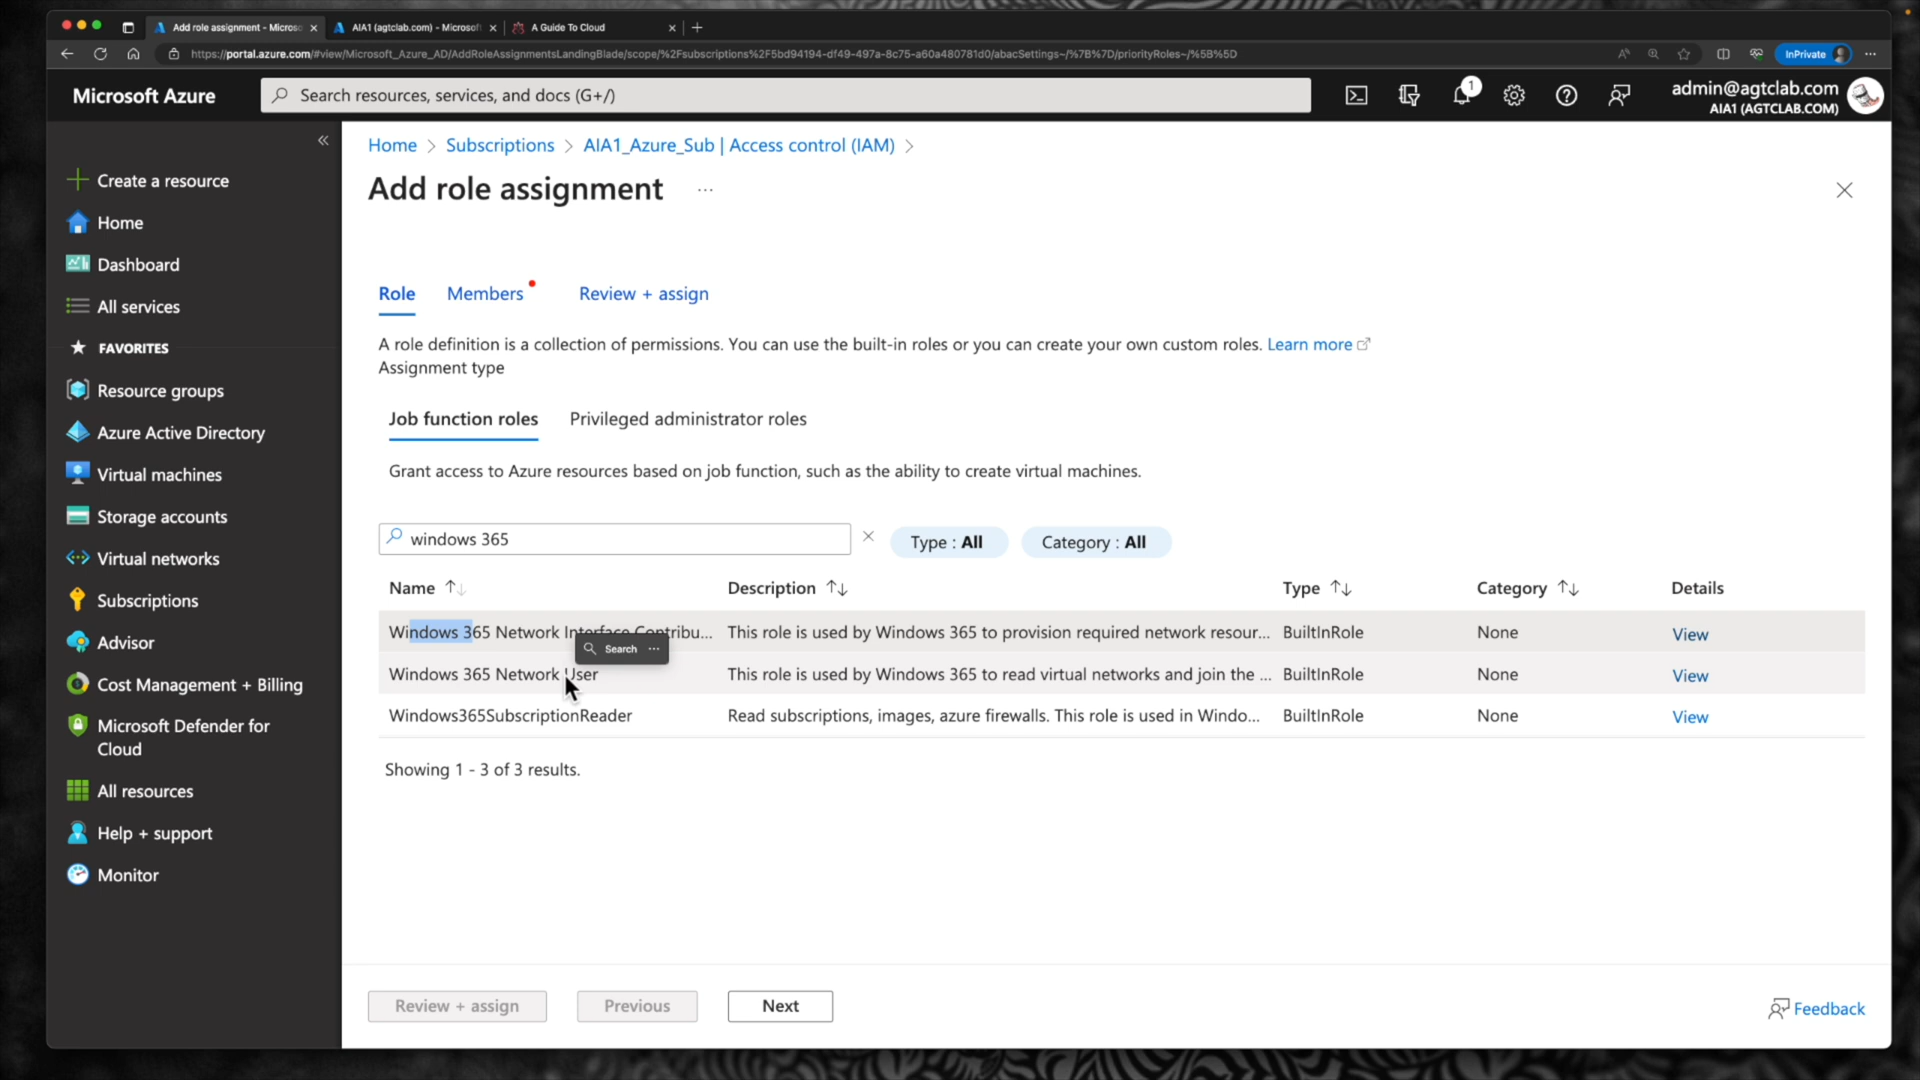 Add role assignment - Microso
AIA1 (agtclab.com) - Microsoft
A Guide To Cloud
https://portal.azure.com/#view/Microsoft_Azure_AD/AddRoleAssignmentsLandingBlade/scope/%2Fsubscriptions%2F5bd94194-df49-497a-8c75-a60a480781d0/abacSettings~/%7B%7D/priorityRoles~/%5B%5D
InPrivate
Microsoft Azure
Search resources, services, and docs (G+/)
1
admin@agtclab.com
AIA1 (AGTCLAB.COM)
Create a resource
Home
Dashboard
All services
FAVORITES
Resource groups
Azure Active Directory
Virtual machines
Storage accounts
Virtual networks
Subscriptions
Advisor
Cost Management + Billing
Microsoft Defender for
Cloud
All resources
Help + support
Monitor
Home > Subscriptions > AIA1_Azure_Sub | Access control (IAM) >
Add role assignment ...
Role Members Review + assign
A role definition is a collection of permissions. You can use the built-in roles or you can create your own custom roles. Learn more
Assignment type
Job function roles Privileged administrator roles
Grant access to Azure resources based on job function, such as the ability to create virtual machines.
windows 365
Type : All Category : All
Name Description Type Category Details
Windows 365 Network Interface Contribu... This role is used by Windows 365 to provision required network resour... BuiltInRole None View
Search ...
Windows 365 Network User This role is used by Windows 365 to read virtual networks and join the ... BuiltInRole None View
Windows365SubscriptionReader Read subscriptions, images, azure firewalls. This role is used in Windo... BuiltInRole None View
Showing 1 - 3 of 3 results.
Review + assign Previous Next
Feedback